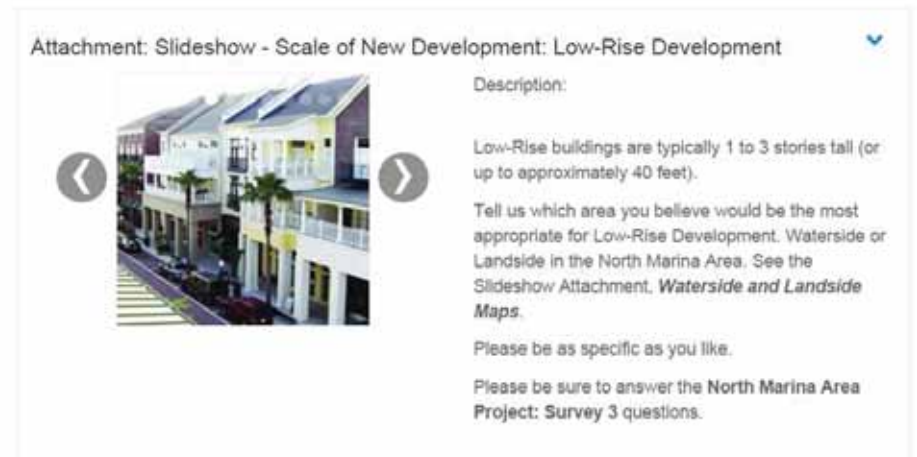 Attachment: Slideshow - Scale of New Development: Low-Rise Development
Description:
Low-Rise buildings are typically 1 to 3 stories tall (or
up to approximately 40 feet).
Tell us which area you believe would be the most
appropriate for Low-Rise Development. Waterside or
Landside in the North Marina Area. See the
Slideshow Attachment, Waterside and Landside
Maps.
Please be as specific as you like.
Please be sure to answer the North Marina Area
Project: Survey 3 questions.